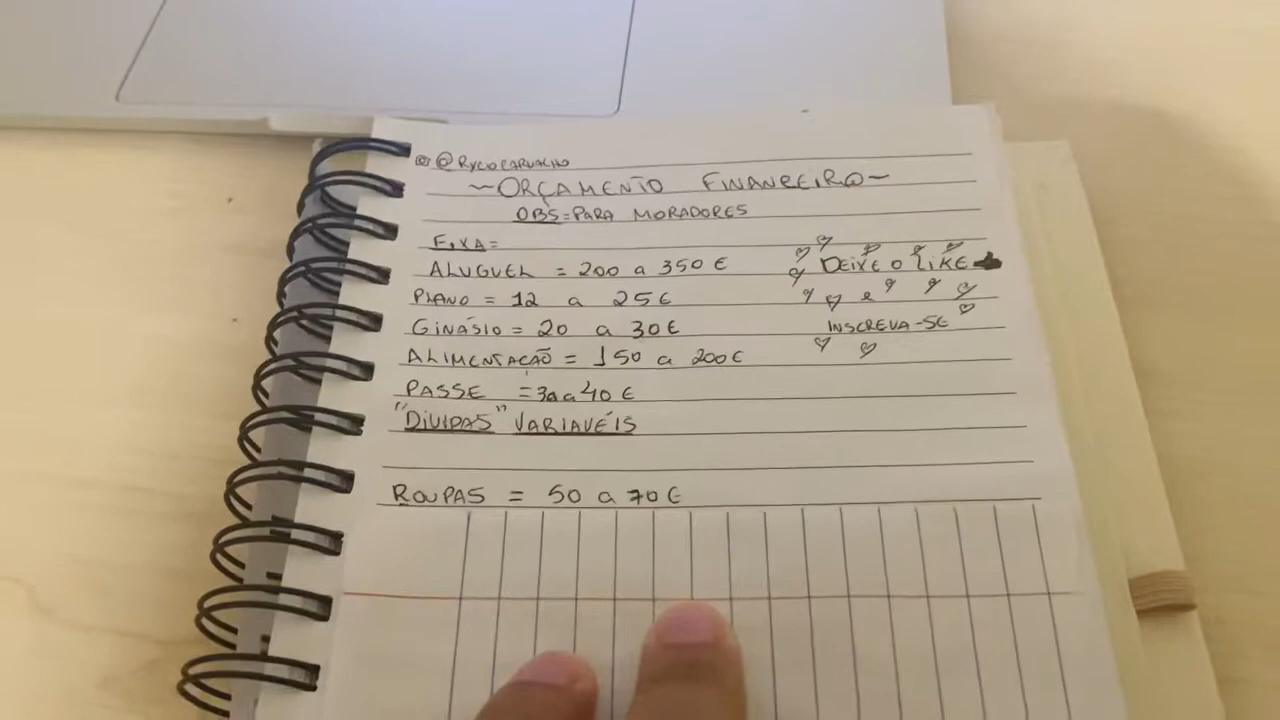 @RYCIOCARVALHO
~ORÇAMENTO FINANCEIRO~
OBS=PARA MORADORES
FIXA=
ALUGUEL = 200 a 350 €
DEIXE O LIKE
PLANO = 12 a 25€
e
GINÁSIO = 20 a 30€
INSCREVA-SE
ALIMENTAÇÃO = 150 a 200€
PASSE = 30 a 40 €
"DIVIDAS" VARIAVÉIS
ROUPAS = 50 a 70€